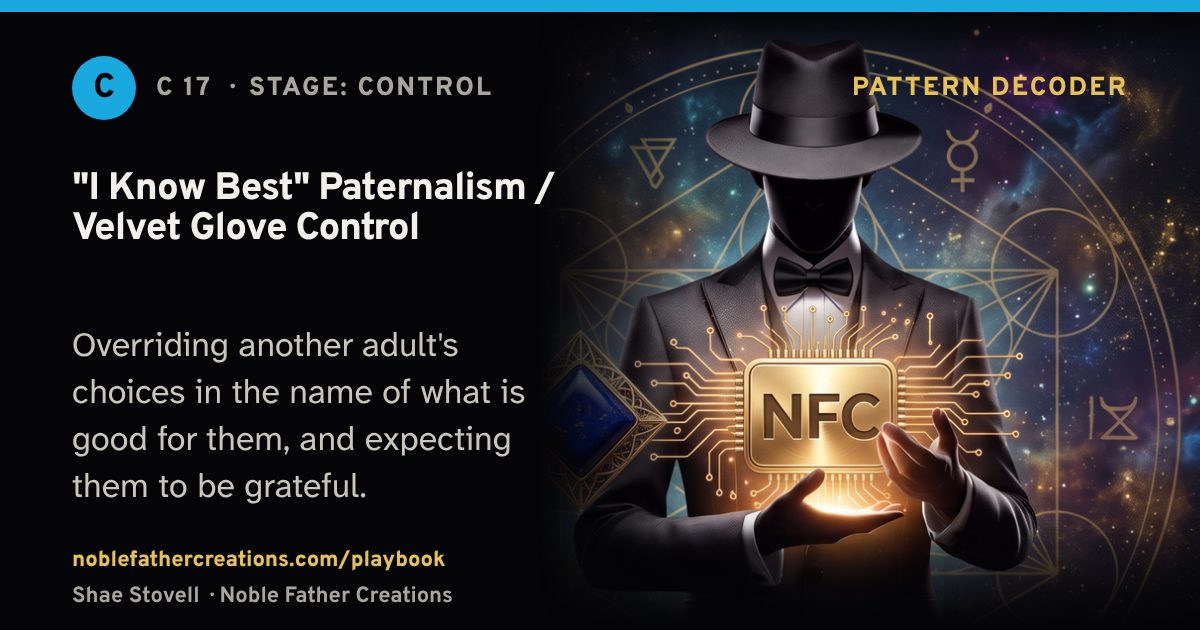 C
C 17 · STAGE: CONTROL
PATTERN DECODER
"I Know Best" Paternalism /
Velvet Glove Control
Overriding another adult's
choices in the name of what is
good for them, and expecting
them to be grateful.
NFC
noblefathercreations.com/playbook
Shae Stovell · Noble Father Creations